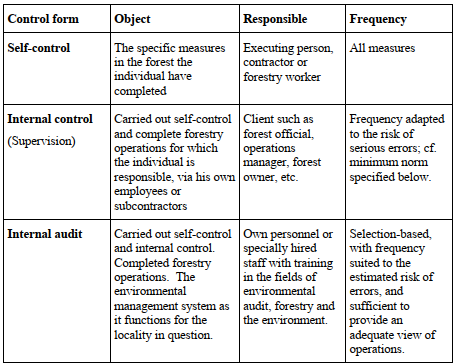 Control form
Object
Responsible
Frequency
Self-control
The specific measures
in the forest the
individual have
completed
Executing person,
contractor or
forestry worker
All measures
Internal control
(Supervision)
Carried out self-control
and complete forestry
operations for which
the individual is
responsible, via his own
employees or
subcontractors
Client such as
forest official,
operations
manager, forest
owner, etc.
Frequency adapted
to the risk of
serious errors; cf.
minimum norm
specified below.
Internal audit
Carried out self-control
and internal control.
Completed forestry
operations. The
environmental
management system as
it functions for the
locality in question.
Own personnel or
specially hired
staff with training
in the fields of
environmental
audit, forestry and
the environment.
Selection-based,
with frequency
suited to the
estimated risk of
errors, and
sufficient to
provide an
adequate view of
operations.